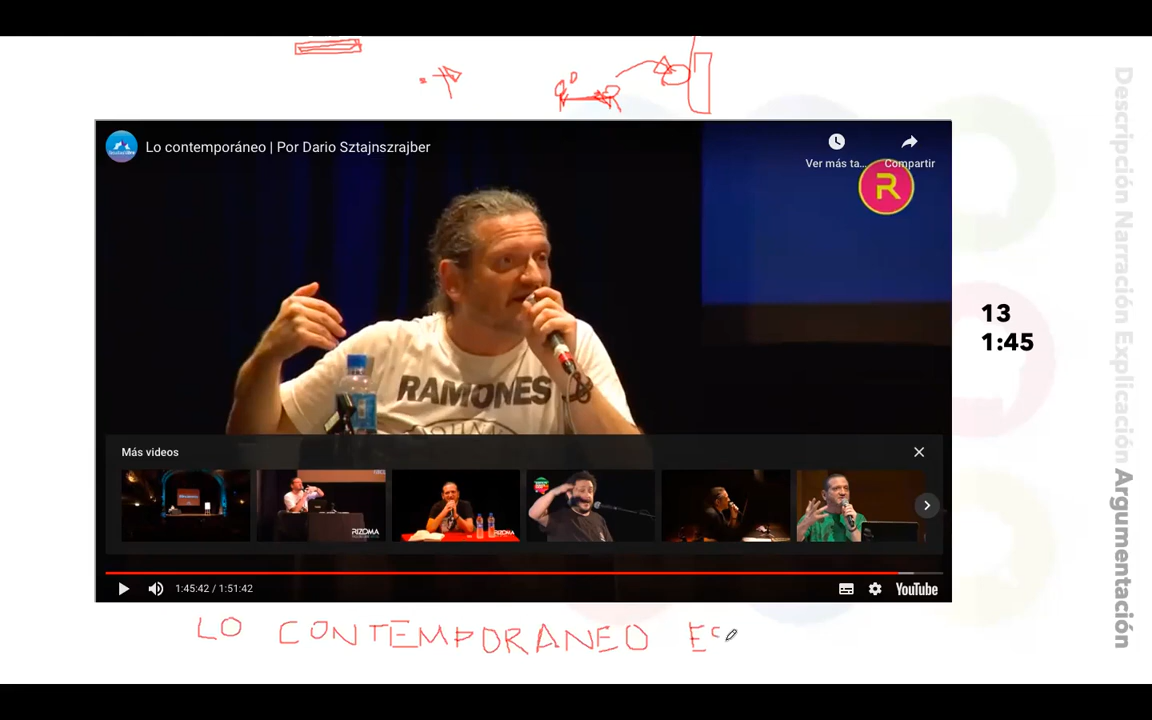 Lo contemporáneo | Por Dario Sztajnszrajber
Ver más ta...
Compartir
R
RAMONES
13
1:45
Descripción Narración Explicación Argumentación
Más videos
RIZOMA
RIZOMA
1:45:42 / 1:51:42
YouTube
LO CONTEMPORANEO ES